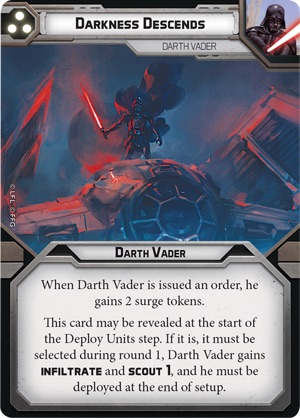 DARKNESS DESCENDS
DARTH VADER
©LFL ©FFG
DARTH VADER
When Darth Vader is issued an order, he
gains 2 surge tokens.
This card may be revealed at the start of
the Deploy Units step. If it is, it must be
selected during round 1, Darth Vader gains
INFILTRATE and SCOUT 1, and he must be
deployed at the end of setup.